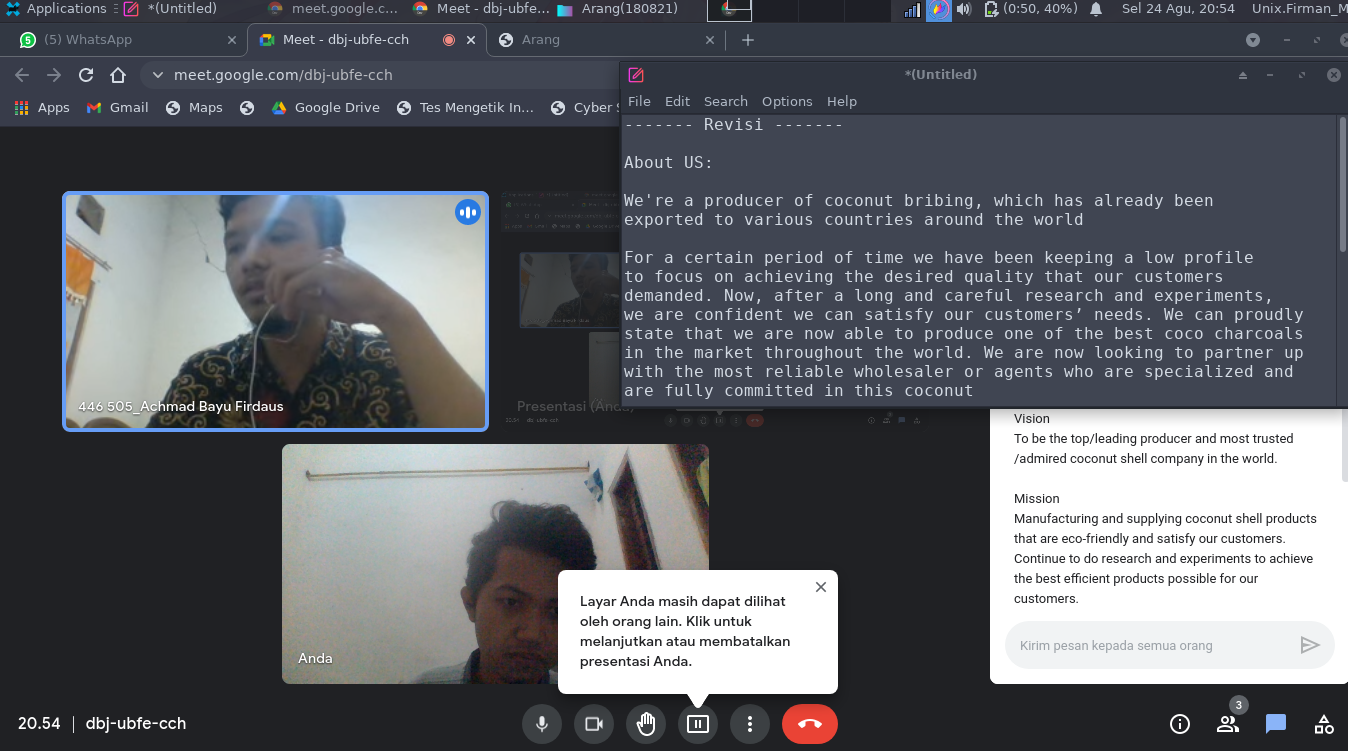 Applications
*(Untitled)
meet.google.c...
Meet - dbj-ubfe...
Arang(180821)
(0:50, 40%)
Sel 24 Agu, 20:54
Unix.Firman_M
5
(5) WhatsApp
Meet - dbj-ubfe-cch
Arang
meet.google.com/dbj-ubfe-cch
Apps
Gmail
Maps
Google Drive
Tes Mengetik In...
Cyber
*(Untitled)
File Edit Search Options Help
------- Revisi -------
About US:
We're a producer of coconut bribing, which has already been
exported to various countries around the world
For a certain period of time we have been keeping a low profile
to focus on achieving the desired quality that our customers
demanded. Now, after a long and careful research and experiments,
we are confident we can satisfy our customers’ needs. We can proudly
state that we are now able to produce one of the best coco charcoals
in the market throughout the world. We are now looking to partner up
with the most reliable wholesaler or agents who are specialized and
are fully committed in this coconut
446 505_Achmad Bayu Firdaus
Presentasi (Anda)
Vision
To be the top/leading producer and most trusted
/admired coconut shell company in the world.
Mission
Manufacturing and supplying coconut shell products
that are eco-friendly and satisfy our customers.
Continue to do research and experiments to achieve
the best efficient products possible for our
customers.
Kirim pesan kepada semua orang
Layar Anda masih dapat dilihat
oleh orang lain. Klik untuk
melanjutkan atau membatalkan
presentasi Anda.
Anda
20.54 | dbj-ubfe-cch
3